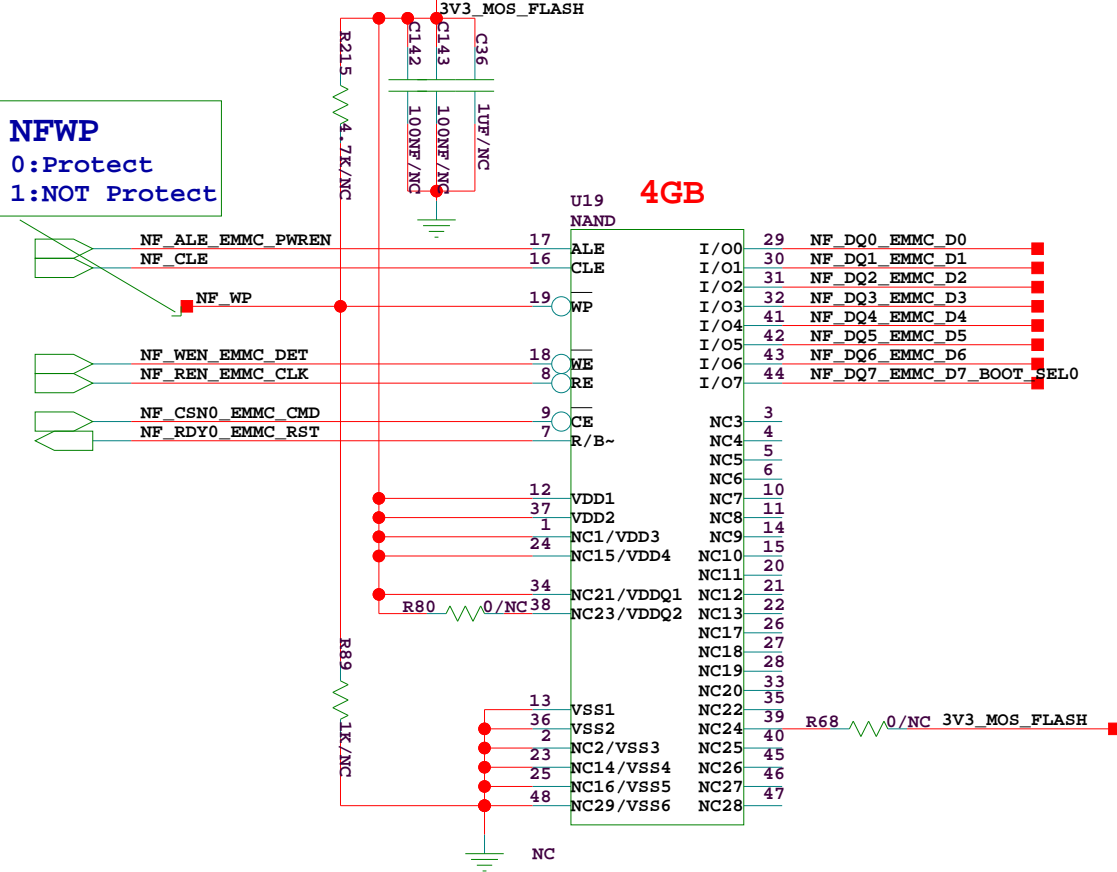 3V3_MOS_FLASH
R215
4.7K/NC
C142
100NF/NC
C143
100NF/NC
C36
1UF/NC
NFWP
0:Protect
1:NOT Protect
U19
NAND
4GB
NF_ALE_EMMC_PWREN 17 ALE
NF_CLE 16 CLE
NF_WP 19 WP
NF_WEN_EMMC_DET 18 WE
NF_REN_EMMC_CLK 8 RE
NF_CSN0_EMMC_CMD 9 CE
NF_RDY0_EMMC_RST 7 R/B~
12 VDD1
37 VDD2
1 NC1/VDD3
24 NC15/VDD4
34 NC21/VDDQ1
R80 0/NC 38 NC23/VDDQ2
R89
1K/NC
13 VSS1
36 VSS2
2 NC2/VSS3
23 NC14/VSS4
25 NC16/VSS5
48 NC29/VSS6
I/O0 29 NF_DQ0_EMMC_D0
I/O1 30 NF_DQ1_EMMC_D1
I/O2 31 NF_DQ2_EMMC_D2
I/O3 32 NF_DQ3_EMMC_D3
I/O4 41 NF_DQ4_EMMC_D4
I/O5 42 NF_DQ5_EMMC_D5
I/O6 43 NF_DQ6_EMMC_D6
I/O7 44 NF_DQ7_EMMC_D7_BOOT_SEL0
NC3 3
NC4 4
NC5 5
NC6 6
NC7 10
NC8 11
NC9 14
NC10 15
NC11 20
NC12 21
NC13 22
NC17 26
NC18 27
NC19 28
NC20 33
NC22 35
NC24 39 R68 0/NC 3V3_MOS_FLASH
NC25 40
NC26 45
NC27 46
NC28 47
NC